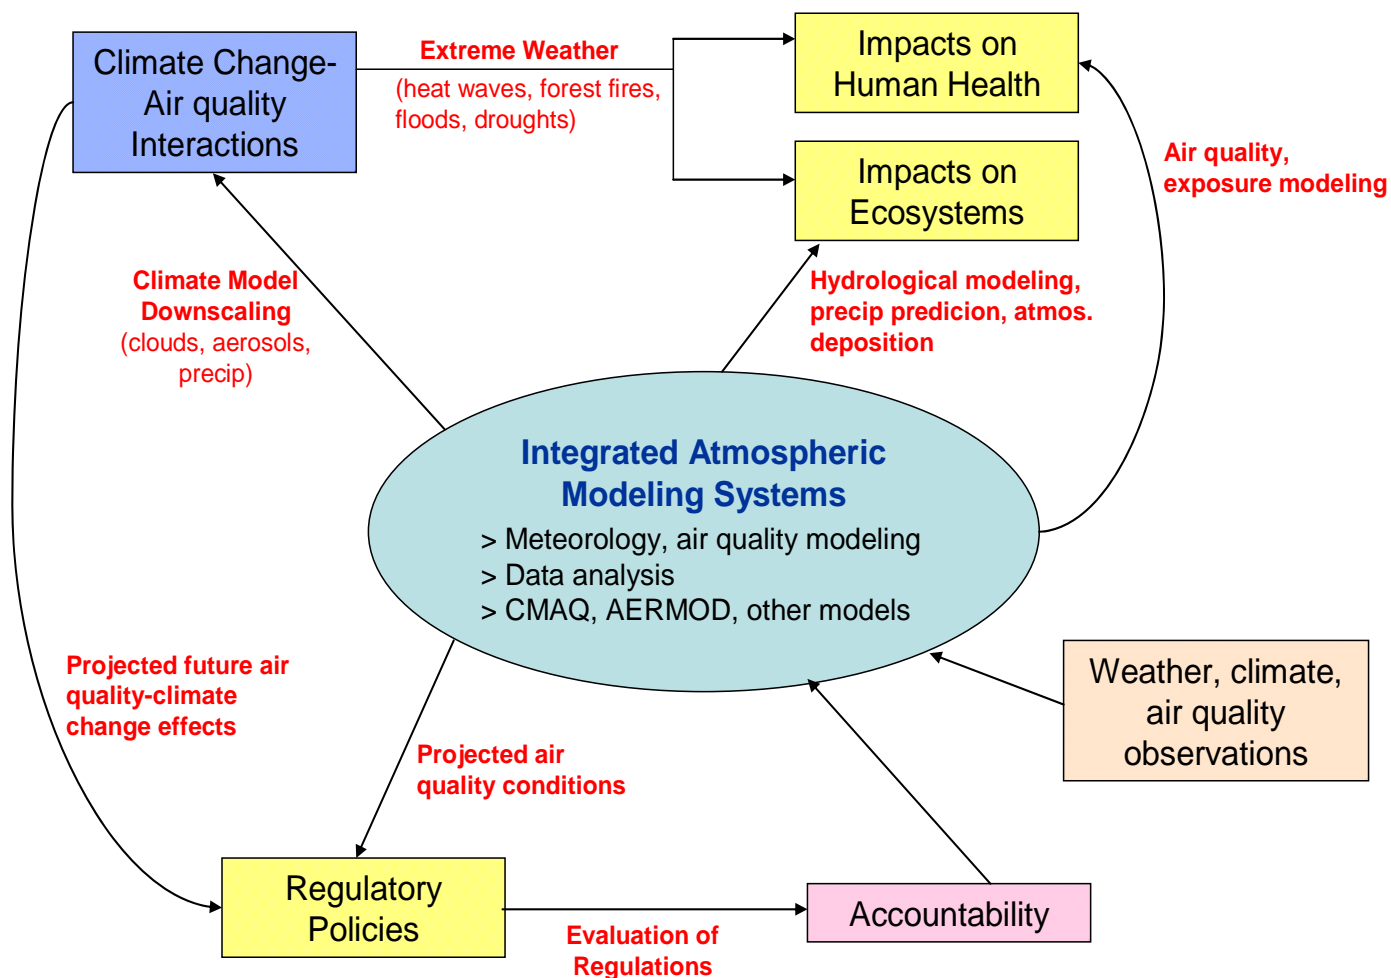 Climate Change-
Air quality
Interactions
Extreme Weather
(heat waves, forest fires,
floods, droughts)
Impacts on
Human Health
Impacts on
Ecosystems
Air quality,
exposure modeling
Climate Model
Downscaling
(clouds, aerosols,
precip)
Hydrological modeling,
precip predicion, atmos.
deposition
Integrated Atmospheric
Modeling Systems
> Meteorology, air quality modeling
> Data analysis
> CMAQ, AERMOD, other models
Projected future air
quality-climate
change effects
Projected air
quality conditions
Weather, climate,
air quality
observations
Regulatory
Policies
Evaluation of
Regulations
Accountability